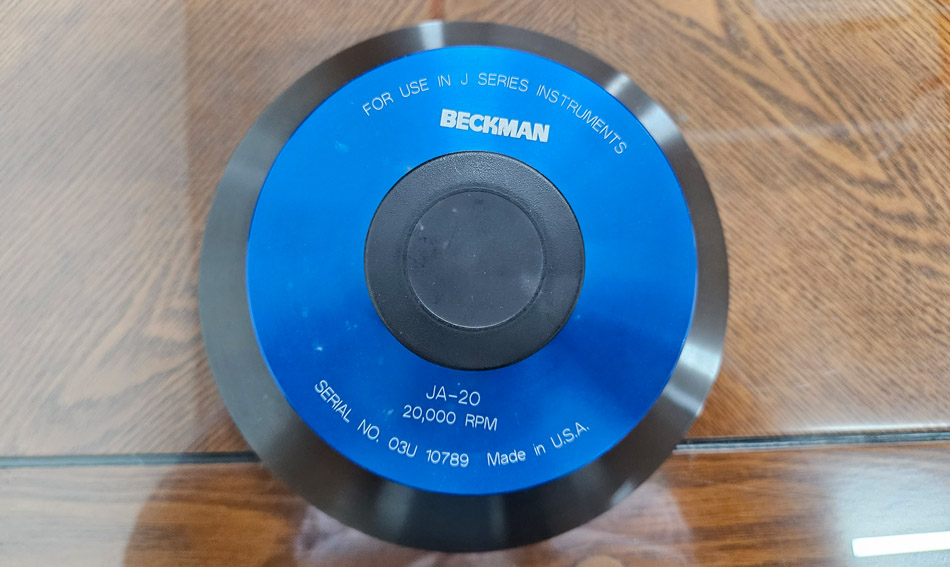 FOR USE IN J SERIES INSTRUMENTS
BECKMAN
JA-20
20,000 RPM
SERIAL NO. 03U 10789 Made in U.S.A.